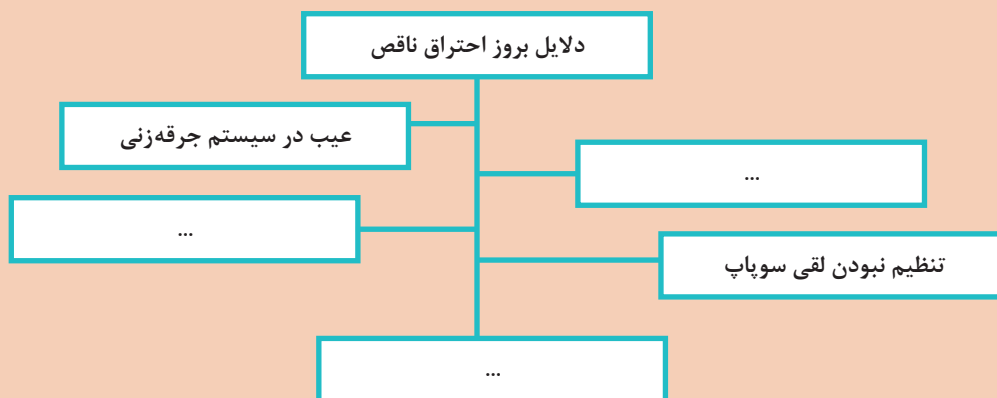 دلایل بروز احتراق ناقص
عیب در سیستم جرقه‌زنی
...
...
تنظیم نبودن لقی سوپاپ
...